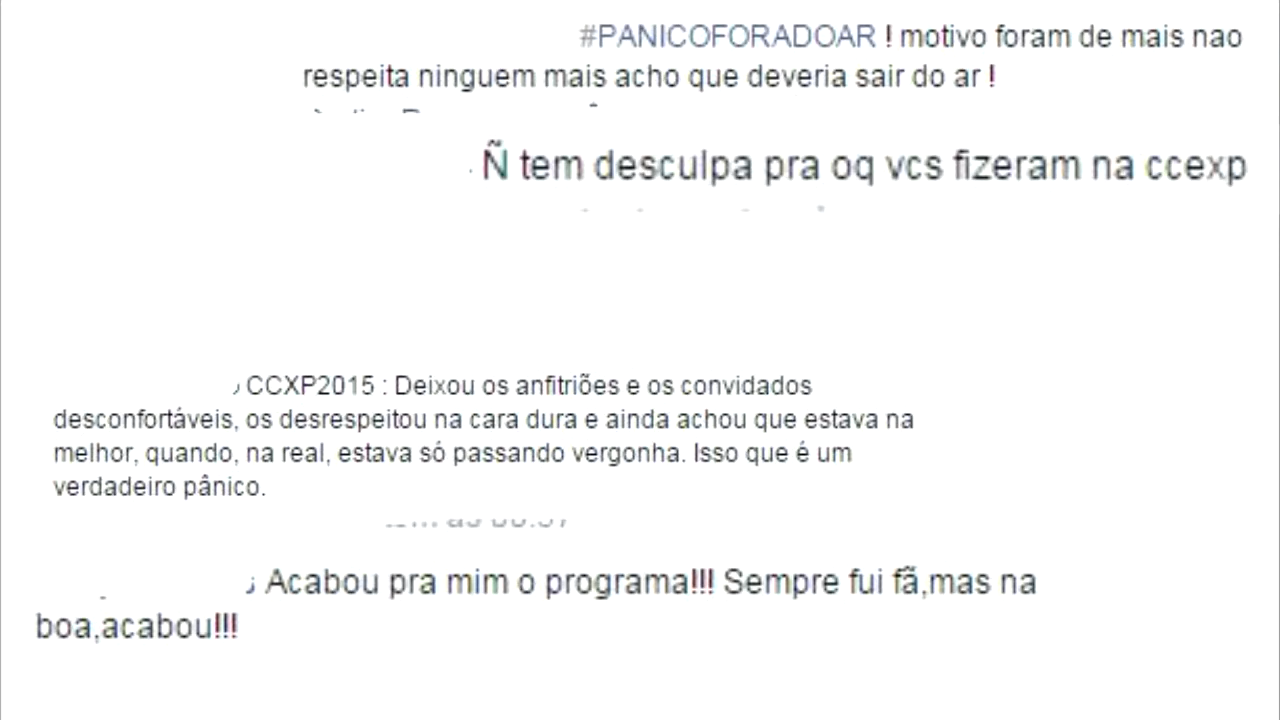 #PANICOFORADOAR ! motivo foram de mais nao
respeita ninguem mais acho que deveria sair do ar !
Ñ tem desculpa pra oq vcs fizeram na ccexp
CCXP2015 : Deixou os anfitriões e os convidados
desconfortáveis, os desrespeitou na cara dura e ainda achou que estava na
melhor, quando, na real, estava só passando vergonha. Isso que é um
verdadeiro pânico.
Acabou pra mim o programa!!! Sempre fui fã,mas na
boa,acabou!!!